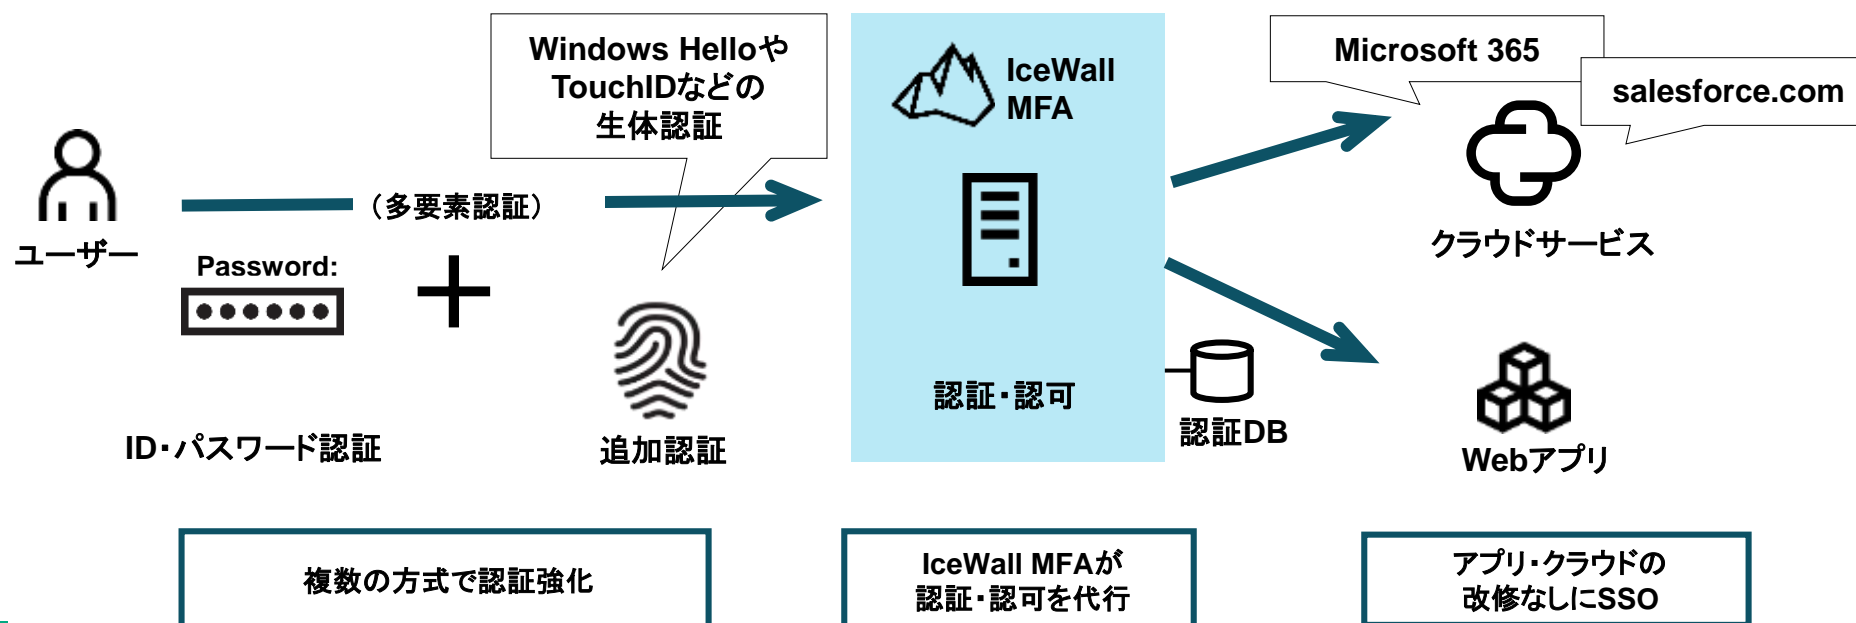 Windows Helloや
TouchIDなどの
生体認証
IceWall
MFA
Microsoft 365
salesforce.com
(多要素認証)
ユーザー
Password:
ID・パスワード認証
追加認証
認証・認可
認証DB
クラウドサービス
Webアプリ
複数の方式で認証強化
IceWall MFAが
認証・認可を代行
アプリ・クラウドの
改修なしにSSO